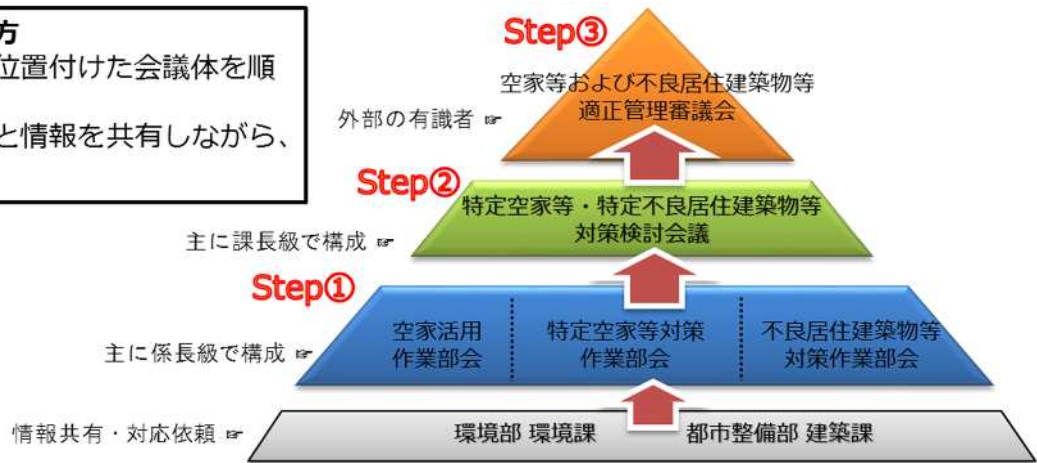 方
位置付けた会議体を順
と情報を共有しながら、
Step③
空家等および不良居住建築物等
適正管理審議会
外部の有識者 ☞
Step②
特定空家等・特定不良居住建築物等
対策検討会議
主に課長級で構成 ☞
Step①
空家活用
作業部会
特定空家等対策
作業部会
不良居住建築物等
対策作業部会
主に係長級で構成 ☞
情報共有・対応依頼 ☞
環境部 環境課
都市整備部 建築課